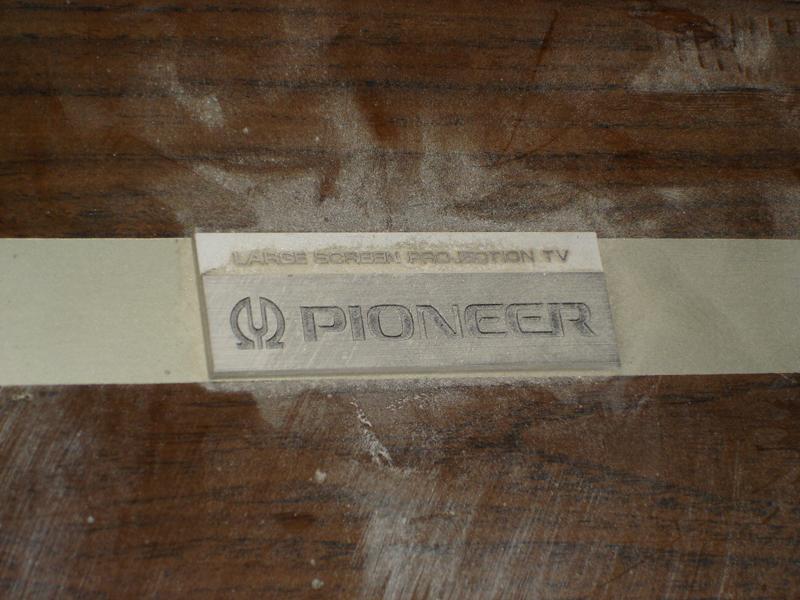 LARGE SCREEN PROJECTION TV
PIONEER